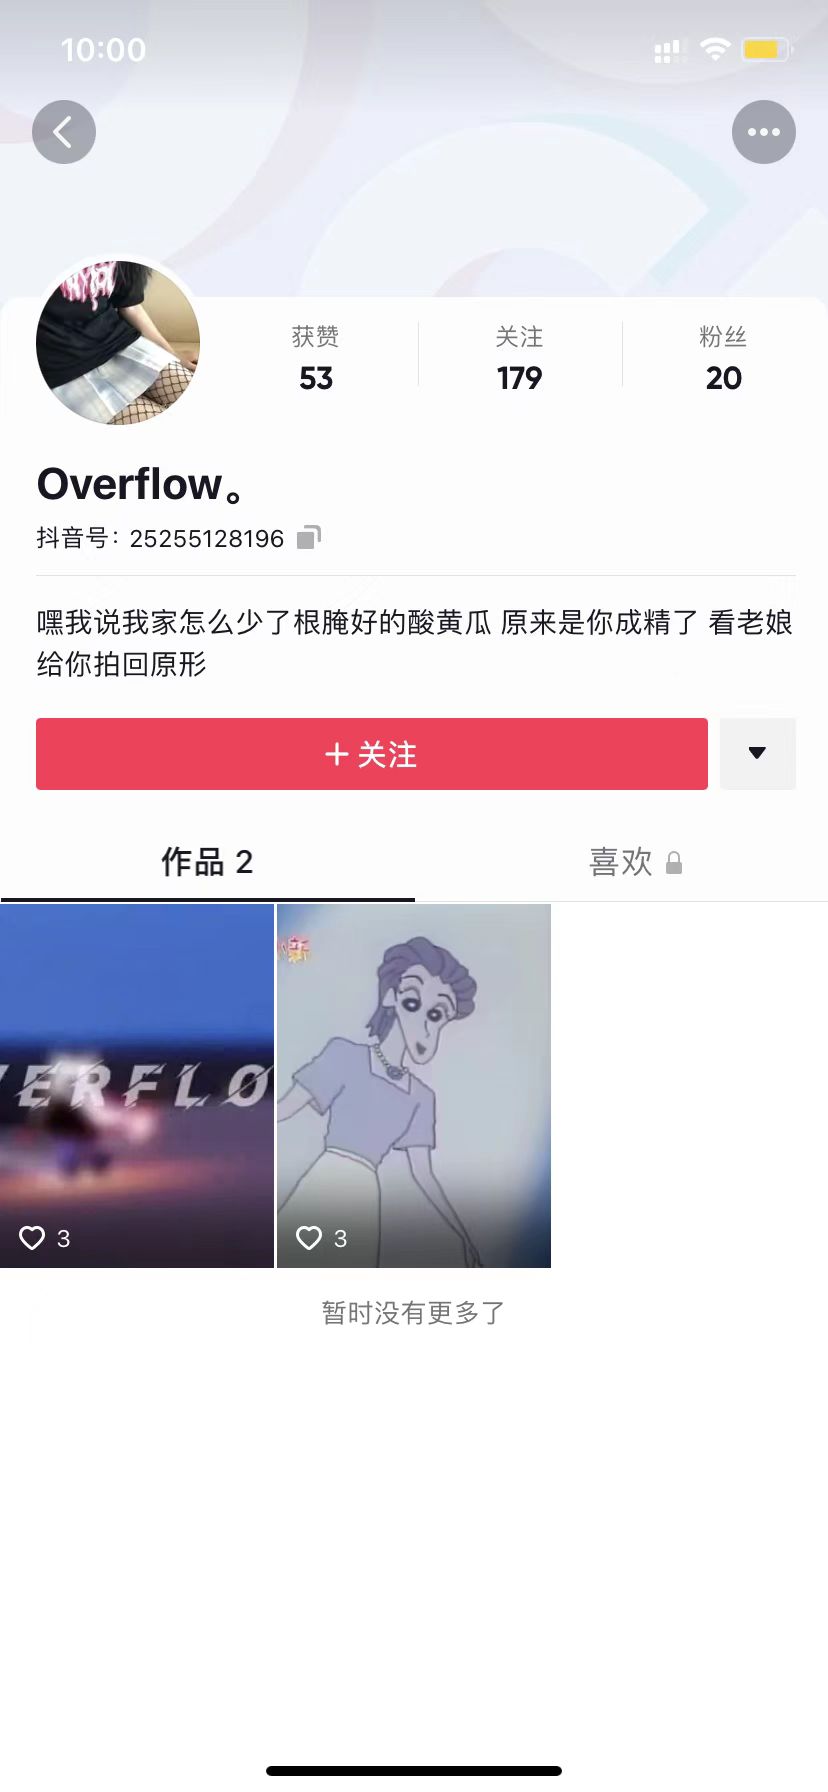 10:00
获赞
53
关注
179
粉丝
20
Overflow。
抖音号：25255128196
嘿我说我家怎么少了根腌好的酸黄瓜 原来是你成精了 看老娘
给你拍回原形
+ 关注
作品 2
喜欢
VERFLO
小新
3
3
暂时没有更多了